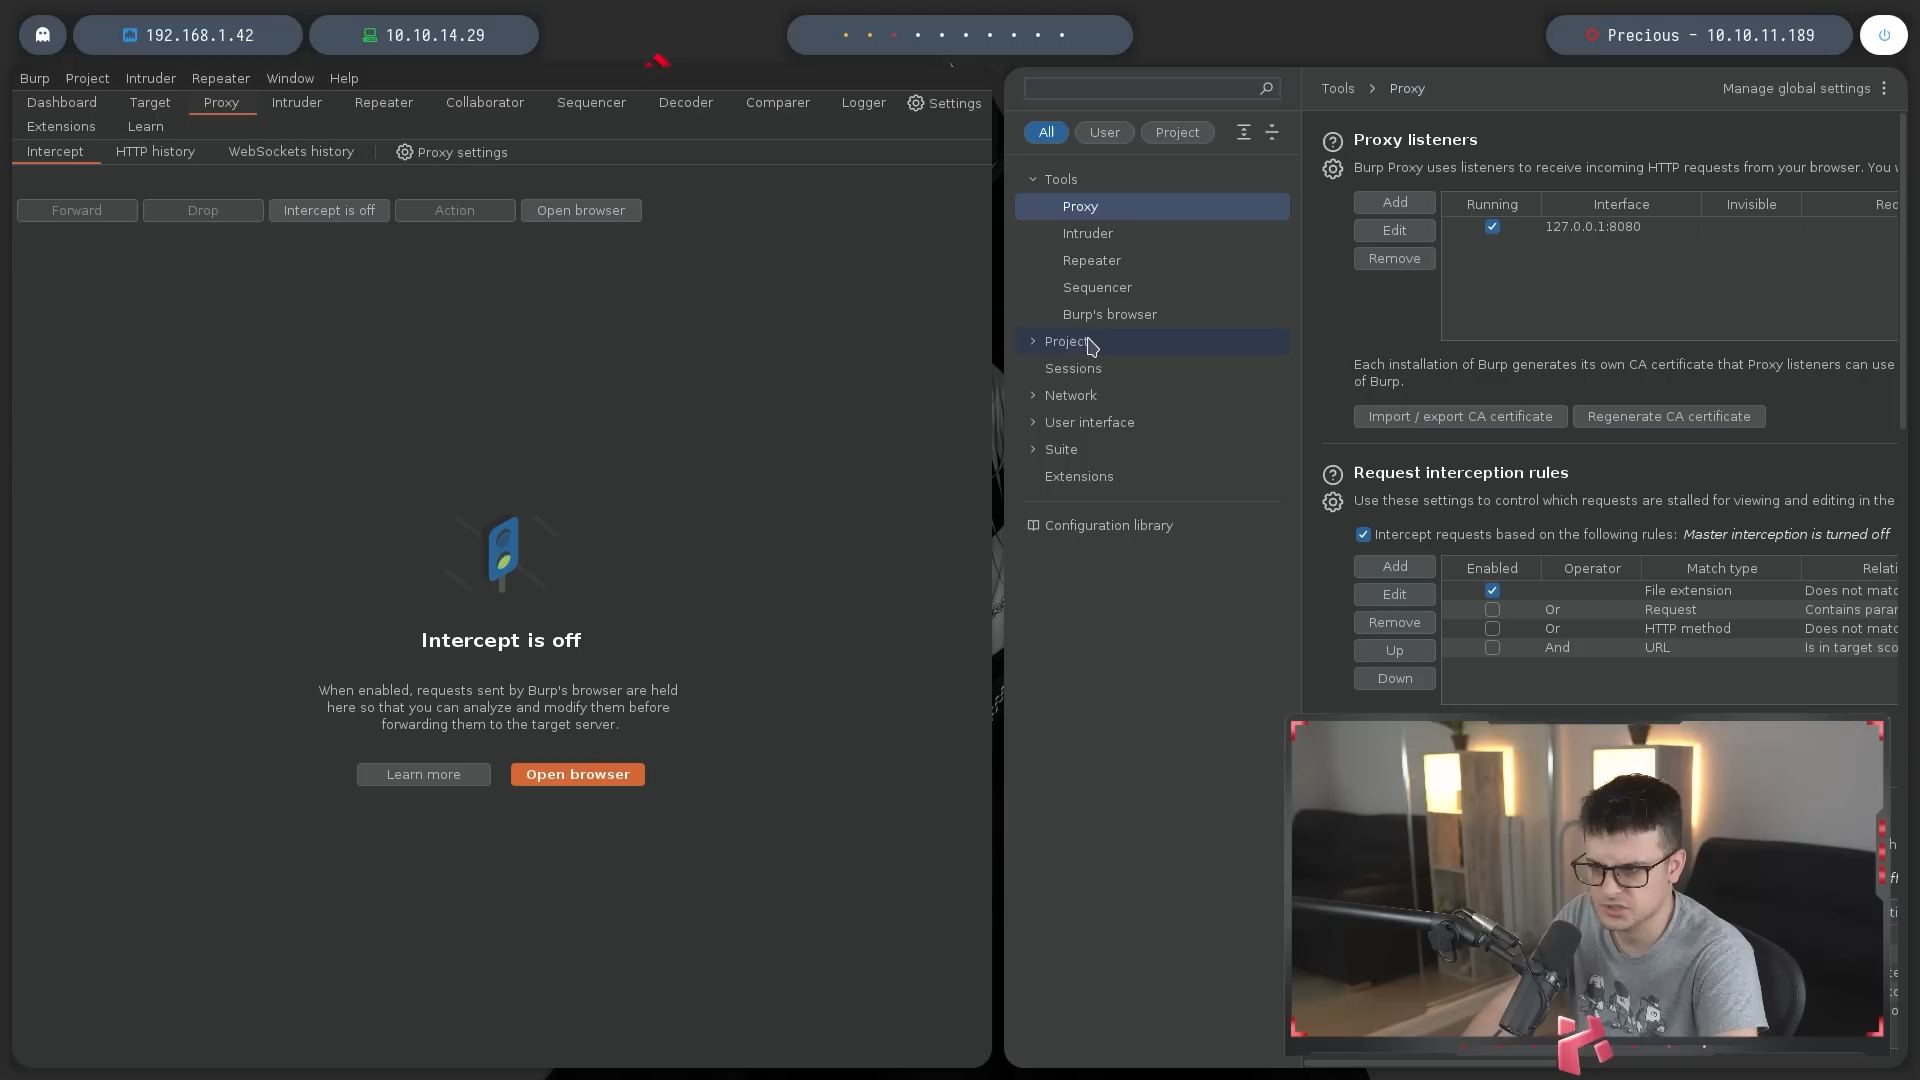 192.168.1.42
10.10.14.29
Precious - 10.10.11.189
Burp Project Intruder Repeater Window Help
Dashboard Target Proxy Intruder Repeater Collaborator Sequencer Decoder Comparer Logger Settings
Extensions Learn
Intercept HTTP history WebSockets history Proxy settings
Forward Drop Intercept is off Action Open browser
Intercept is off
When enabled, requests sent by Burp's browser are held
here so that you can analyze and modify them before
forwarding them to the target server.
Learn more Open browser
All User Project
Tools
Proxy
Intruder
Repeater
Sequencer
Burp's browser
Project
Sessions
Network
User interface
Suite
Extensions
Configuration library
Tools > Proxy
Manage global settings
Proxy listeners
Burp Proxy uses listeners to receive incoming HTTP requests from your browser. You
Add
Edit
Remove
Running Interface Invisible Rec
127.0.0.1:8080
Each installation of Burp generates its own CA certificate that Proxy listeners can use
of Burp.
Import / export CA certificate Regenerate CA certificate
Request interception rules
Use these settings to control which requests are stalled for viewing and editing in the
Intercept requests based on the following rules: Master interception is turned off
Add
Edit
Remove
Up
Down
Enabled Operator Match type Relati
File extension Does not matc
Or Request Contains parar
Or HTTP method Does not matc
And URL Is in target sco